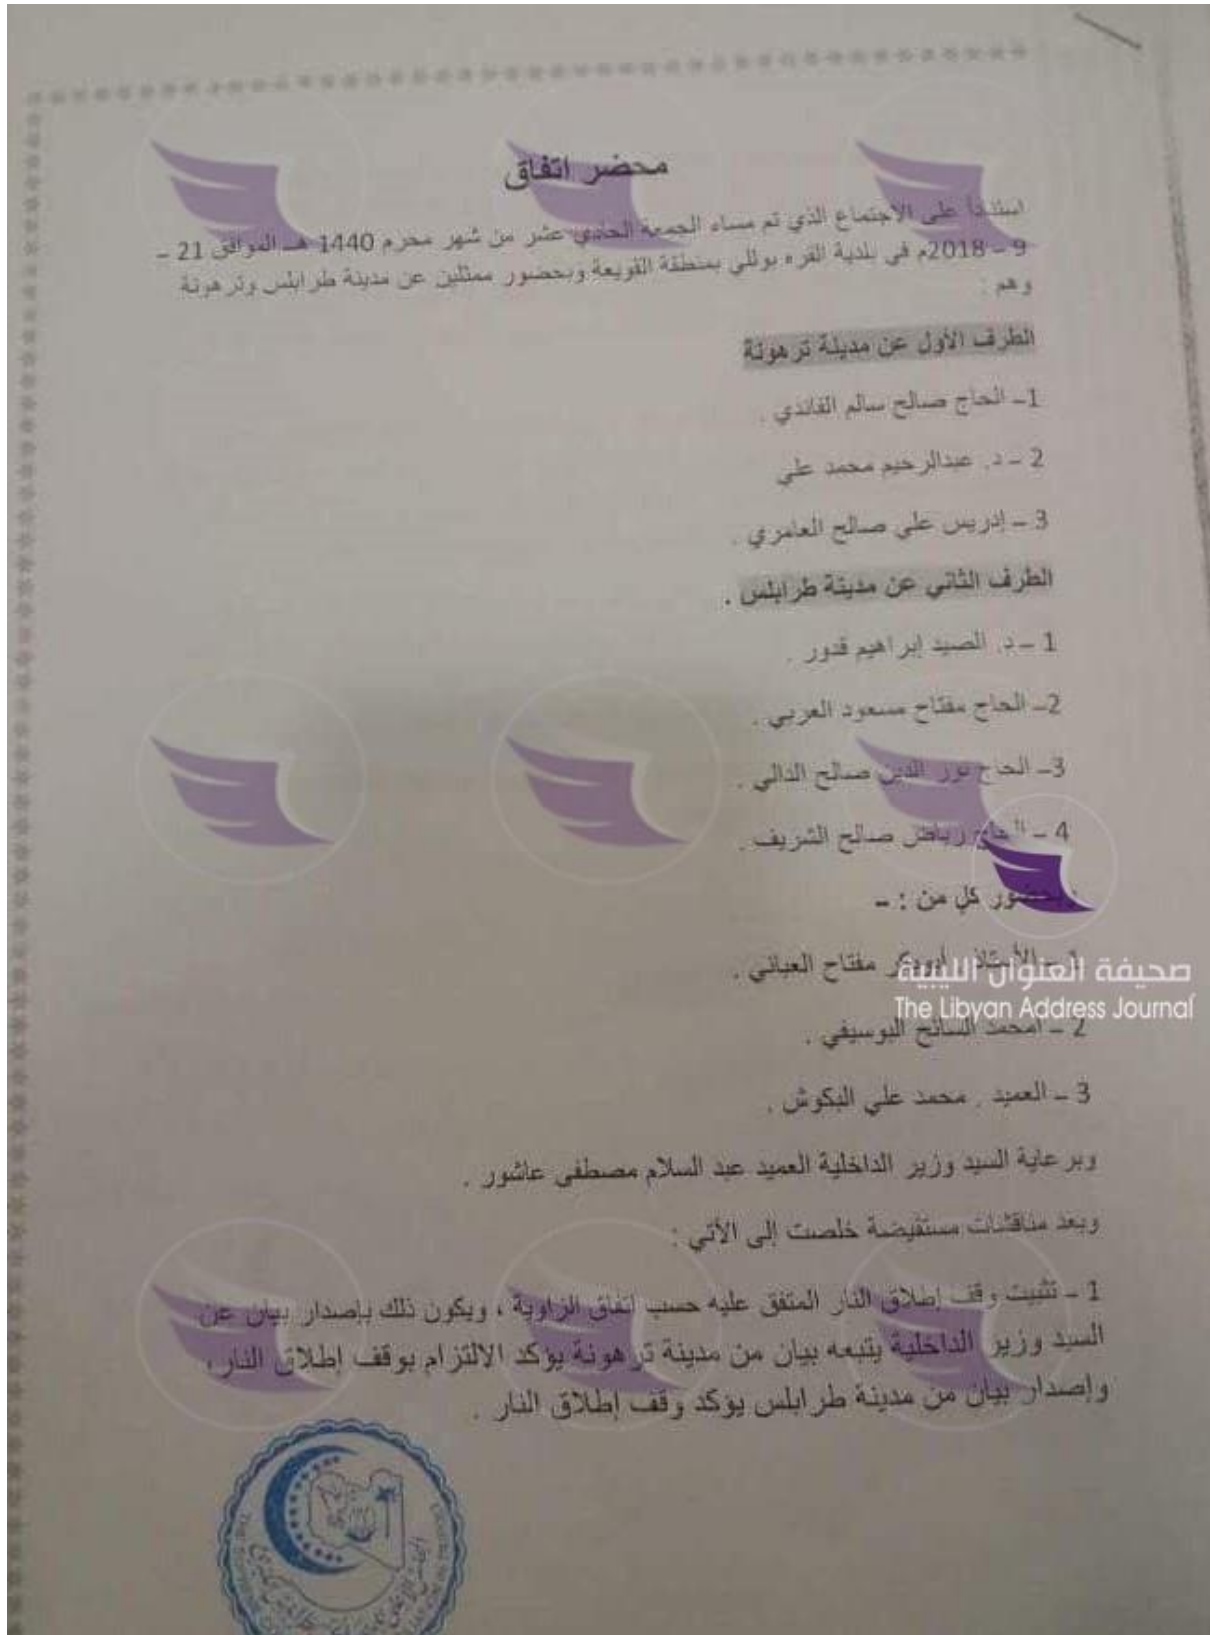 محضر اتفاق
استناداً على الاجتماع الذي تم مساء الجمعة الحادي عشر من شهر محرم 1440 هـ الموافق 21 –
9 – 2018م في بلدية القره بوللي بمنطقة القويعة وبحضور ممثلين عن مدينة طرابلس وترهونة
وهم :
الطرف الأول عن مدينة ترهونة
1- الحاج صالح سالم الفاندي .
2 – د. عبدالرحيم محمد علي
3 – إدريس علي صالح العامري .
الطرف الثاني عن مدينة طرابلس .
1 – د. الصيد إبراهيم قدور .
2- الحاج مفتاح مسعود العربي .
3- الحاج نور الدين صالح الدالي .
4 – الحاج رياض صالح الشريف .
وبحضور كل من : –
1 – الأستاذ. أبوبكر مفتاح العباني .
صحيفة العنوان الليبية
The Libyan Address Journal
2 – امحمد السائح البوسيفي .
3 – العميد . محمد علي البكوش .
وبرعاية السيد وزير الداخلية العميد عبد السلام مصطفى عاشور .
وبعد مناقشات مستفيضة خلصت إلى الأتي :
1 – تثبيت وقف إطلاق النار المتفق عليه حسب اتفاق الزاوية ، ويكون ذلك بإصدار بيان عن
السيد وزير الداخلية يتبعه بيان من مدينة ترهونة يؤكد الالتزام بوقف إطلاق النار،
وإصدار بيان من مدينة طرابلس يؤكد وقف إطلاق النار .